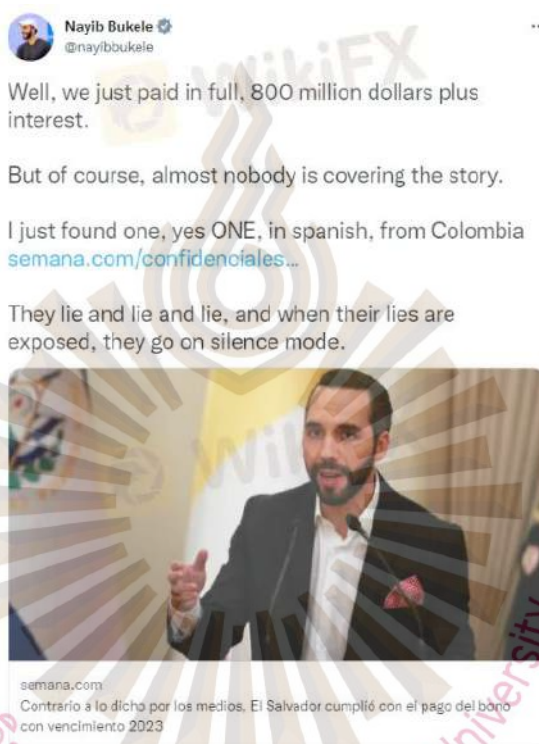 Nayib Bukele
@nayibbukele
WikiFX
Well, we just paid in full, 800 million dollars plus
interest.
But of course, almost nobody is covering the story.
I just found one, yes ONE, in spanish, from Colombia
semana.com/confidenciales...
They lie and lie and lie, and when their lies are
exposed, they go on silence mode.
semana.com
Contrario a lo dicho por los medios, El Salvador cumplió con el pago del bono
con vencimiento 2023